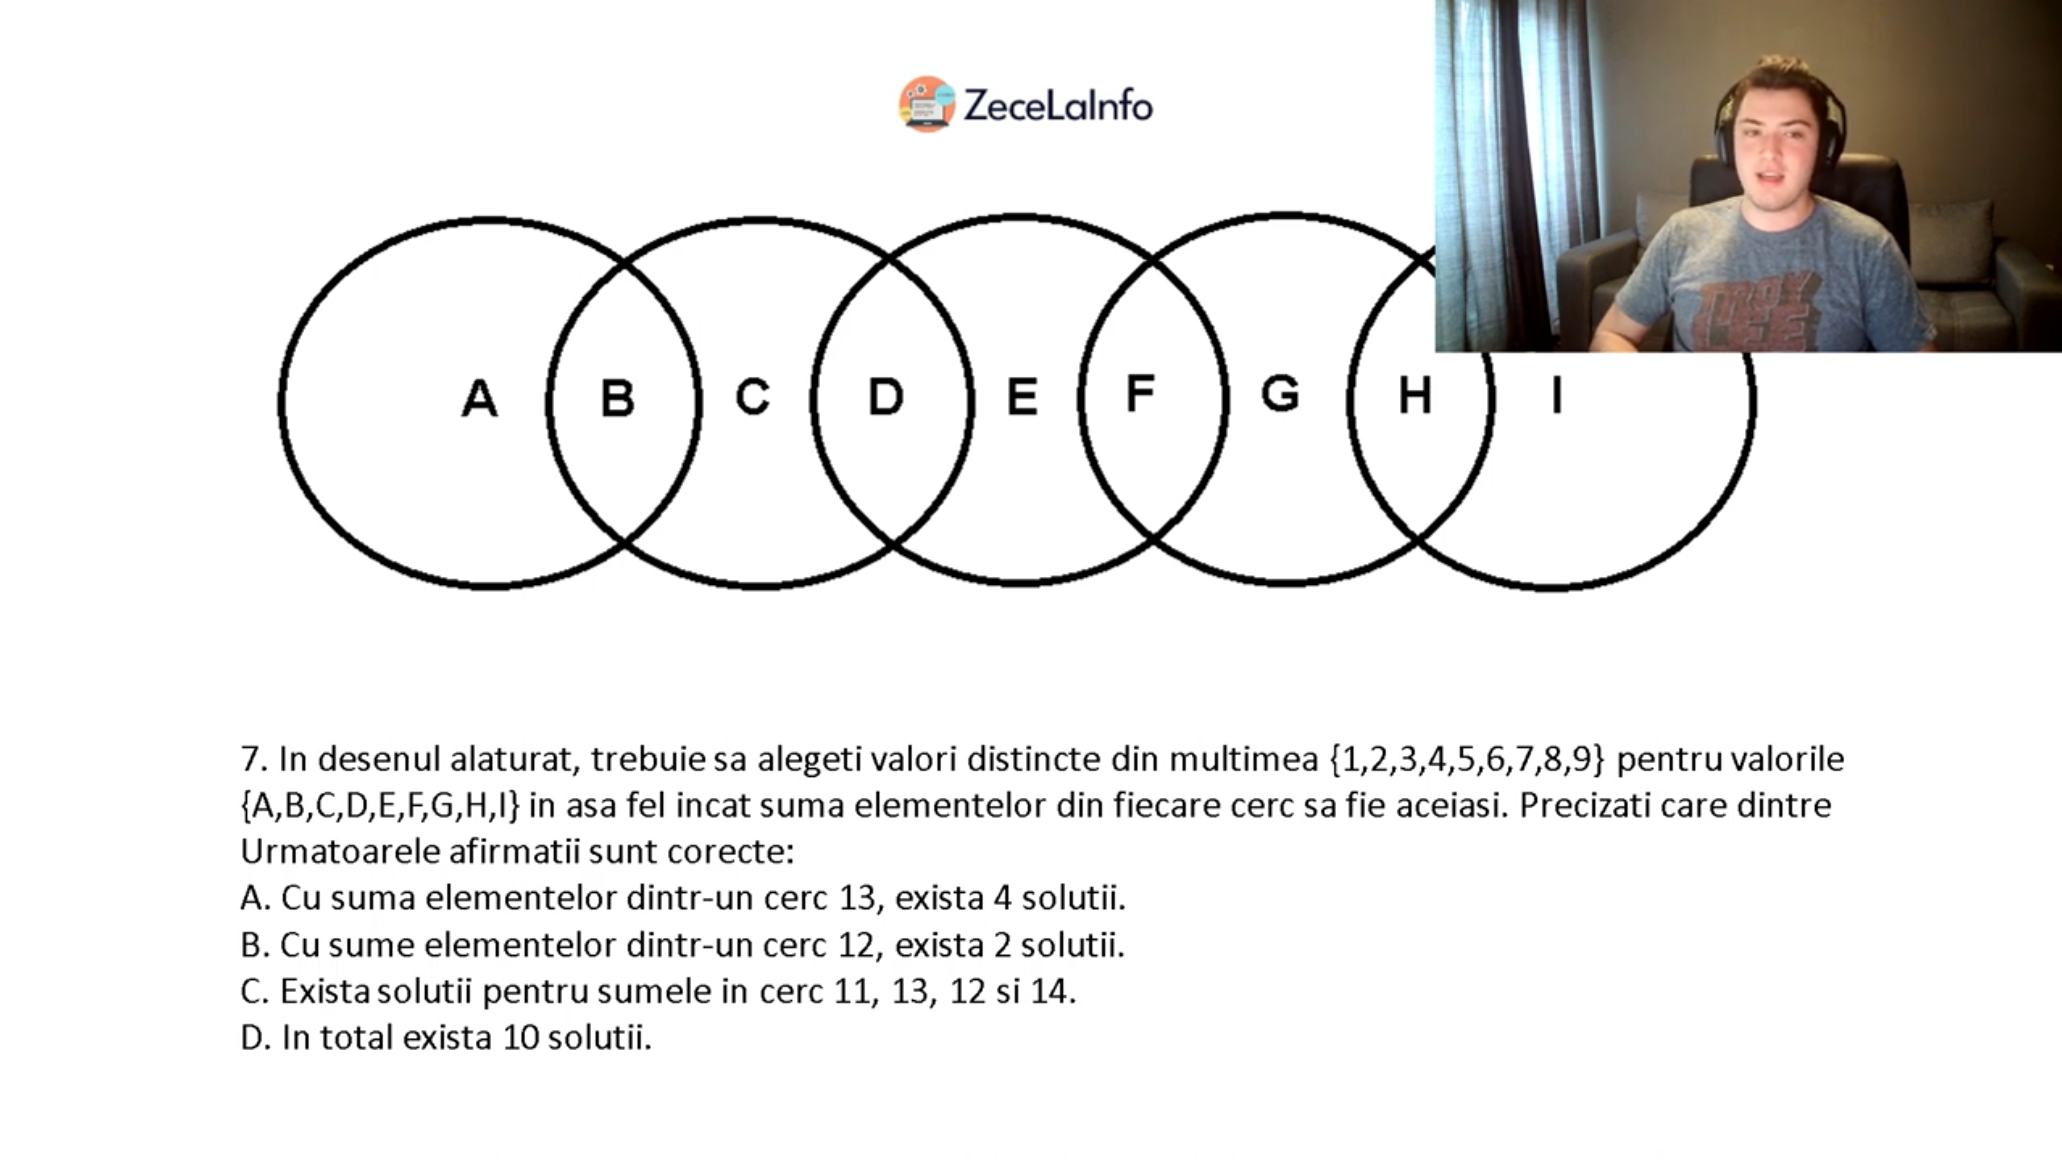 ZeceLaInfo
A B C D E F G H I
7. In desenul alaturat, trebuie sa alegeti valori distincte din multimea {1,2,3,4,5,6,7,8,9} pentru valorile
{A,B,C,D,E,F,G,H,I} in asa fel incat suma elementelor din fiecare cerc sa fie aceiasi. Precizati care dintre
Urmatoarele afirmatii sunt corecte:
A. Cu suma elementelor dintr-un cerc 13, exista 4 solutii.
B. Cu sume elementelor dintr-un cerc 12, exista 2 solutii.
C. Exista solutii pentru sumele in cerc 11, 13, 12 si 14.
D. In total exista 10 solutii.